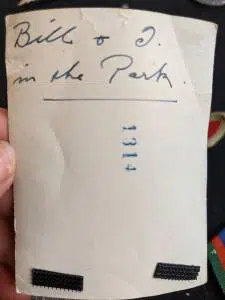 Bill & I.
in the Park.
1314